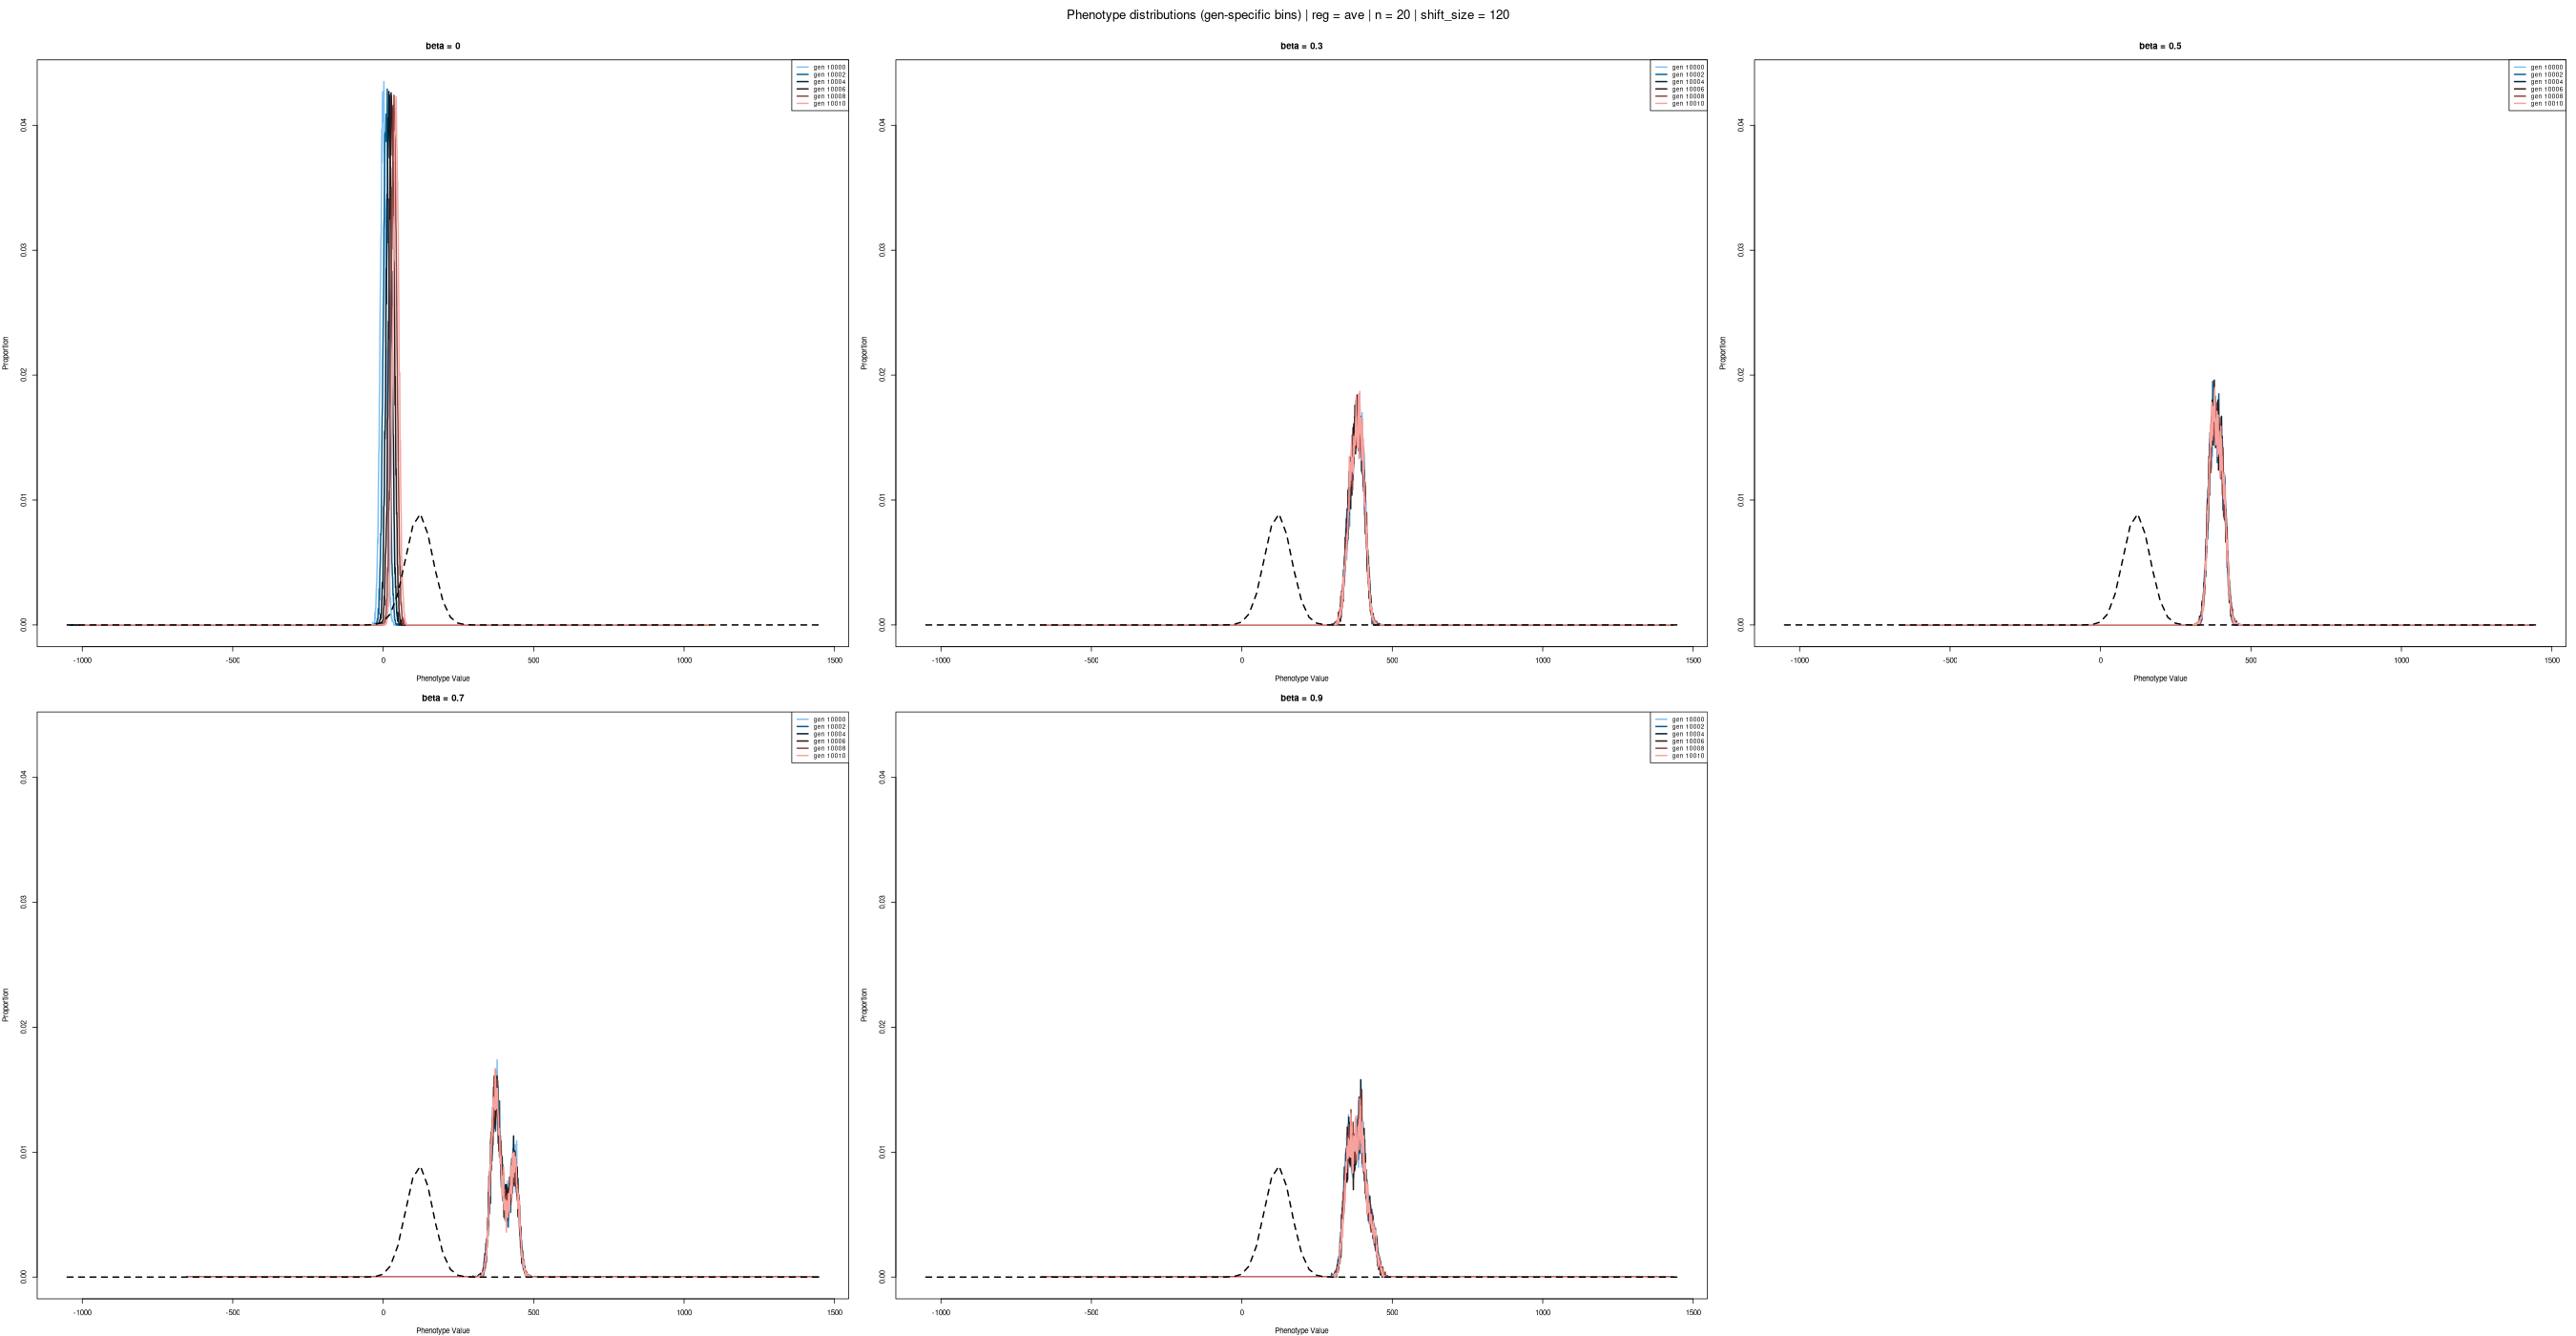 Phenotype distributions (gen-specific bins) | reg = ave | n = 20 | shift_size = 120
beta = 0
gen 10000
gen 10002
gen 10004
gen 10006
gen 10008
gen 10010
Proportion
0.04
0.03
0.02
0.01
0.00
-1000 -500 0 500 1000 1500
Phenotype Value
beta = 0.3
gen 10000
gen 10002
gen 10004
gen 10006
gen 10008
gen 10010
Proportion
0.04
0.03
0.02
0.01
0.00
-1000 -500 0 500 1000 1500
Phenotype Value
beta = 0.5
gen 10000
gen 10002
gen 10004
gen 10006
gen 10008
gen 10010
Proportion
0.04
0.03
0.02
0.01
0.00
-1000 -500 0 500 1000 1500
Phenotype Value
beta = 0.7
gen 10000
gen 10002
gen 10004
gen 10006
gen 10008
gen 10010
Proportion
0.04
0.03
0.02
0.01
0.00
-1000 -500 0 500 1000 1500
Phenotype Value
beta = 0.9
gen 10000
gen 10002
gen 10004
gen 10006
gen 10008
gen 10010
Proportion
0.04
0.03
0.02
0.01
0.00
-1000 -500 0 500 1000 1500
Phenotype Value